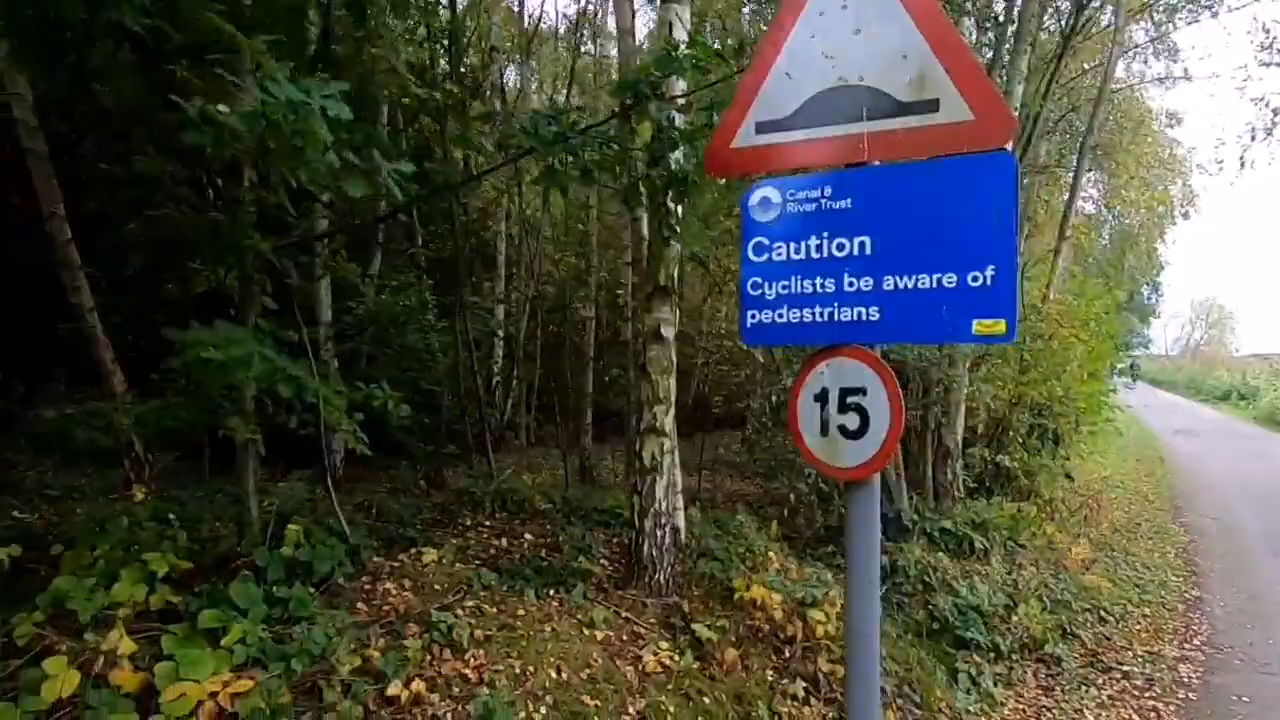 Canal &
River Trust
Caution
Cyclists be aware of
pedestrians
15